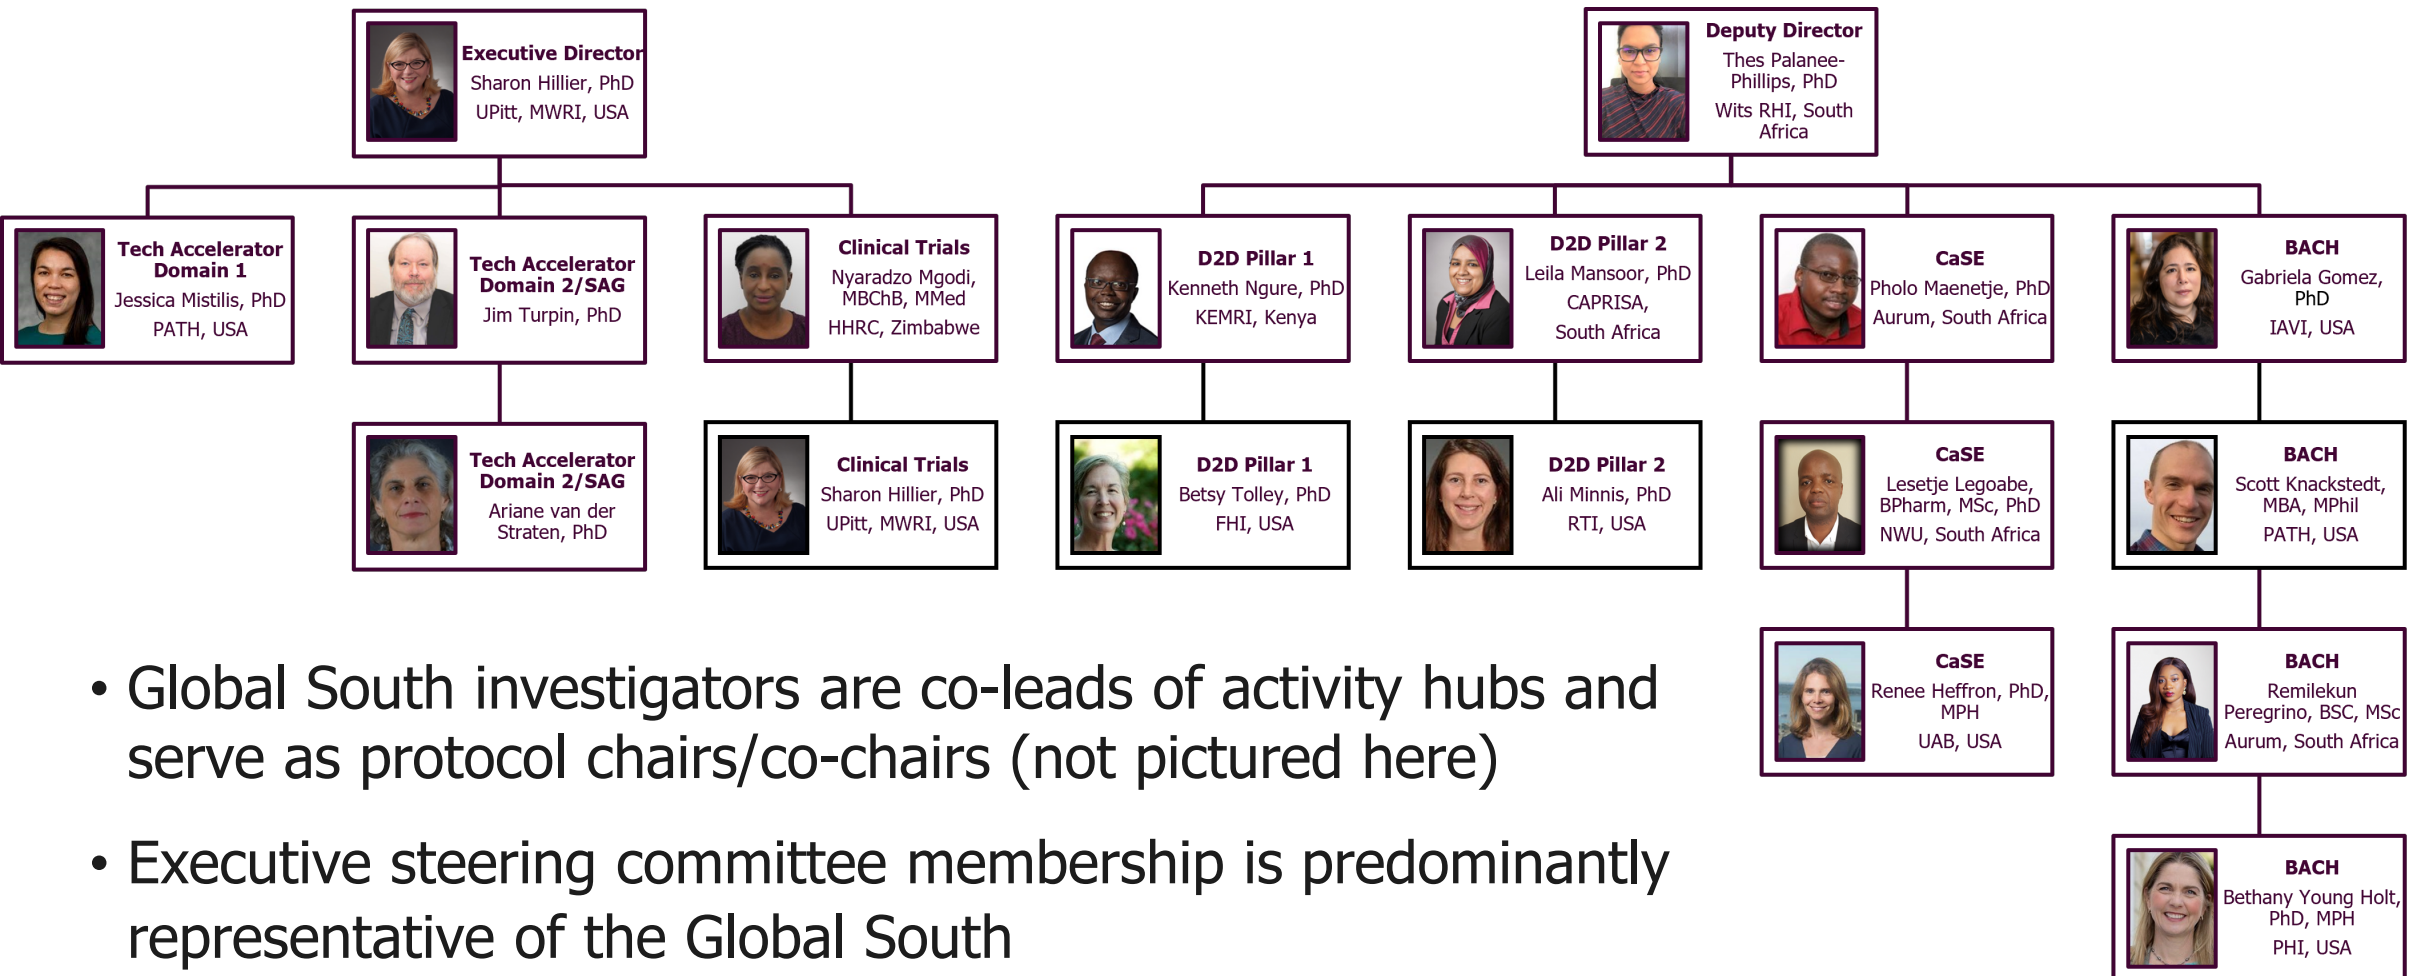 Executive Director
Sharon Hillier, PhD
UPitt, MWRI, USA
Deputy Director
Thes Palanee-
Phillips, PhD
Wits RHI, South
Africa
Tech Accelerator
Domain 1
Jessica Mistilis, PhD
PATH, USA
Tech Accelerator
Domain 2/SAG
Jim Turpin, PhD
Clinical Trials
Nyaradzo Mgodi,
MBChB, MMed
HHRC, Zimbabwe
D2D Pillar 1
Kenneth Ngure, PhD
KEMRI, Kenya
D2D Pillar 2
Leila Mansoor, PhD
CAPRISA,
South Africa
CaSE
Pholo Maenetje, PhD
Aurum, South Africa
BACH
Gabriela Gomez,
PhD
IAVI, USA
Tech Accelerator
Domain 2/SAG
Ariane van der
Straten, PhD
Clinical Trials
Sharon Hillier, PhD
UPitt, MWRI, USA
D2D Pillar 1
Betsy Tolley, PhD
FHI, USA
D2D Pillar 2
Ali Minnis, PhD
RTI, USA
CaSE
Lesetje Legoabe,
BPharm, MSc, PhD
NWU, South Africa
BACH
Scott Knackstedt,
MBA, MPhil
PATH, USA
CaSE
Renee Heffron, PhD,
MPH
UAB, USA
BACH
Remilekun
Peregrino, BSC, MSc
Aurum, South Africa
BACH
Bethany Young Holt,
PhD, MPH
PHI, USA
• Global South investigators are co-leads of activity hubs and
serve as protocol chairs/co-chairs (not pictured here)
• Executive steering committee membership is predominantly
representative of the Global South